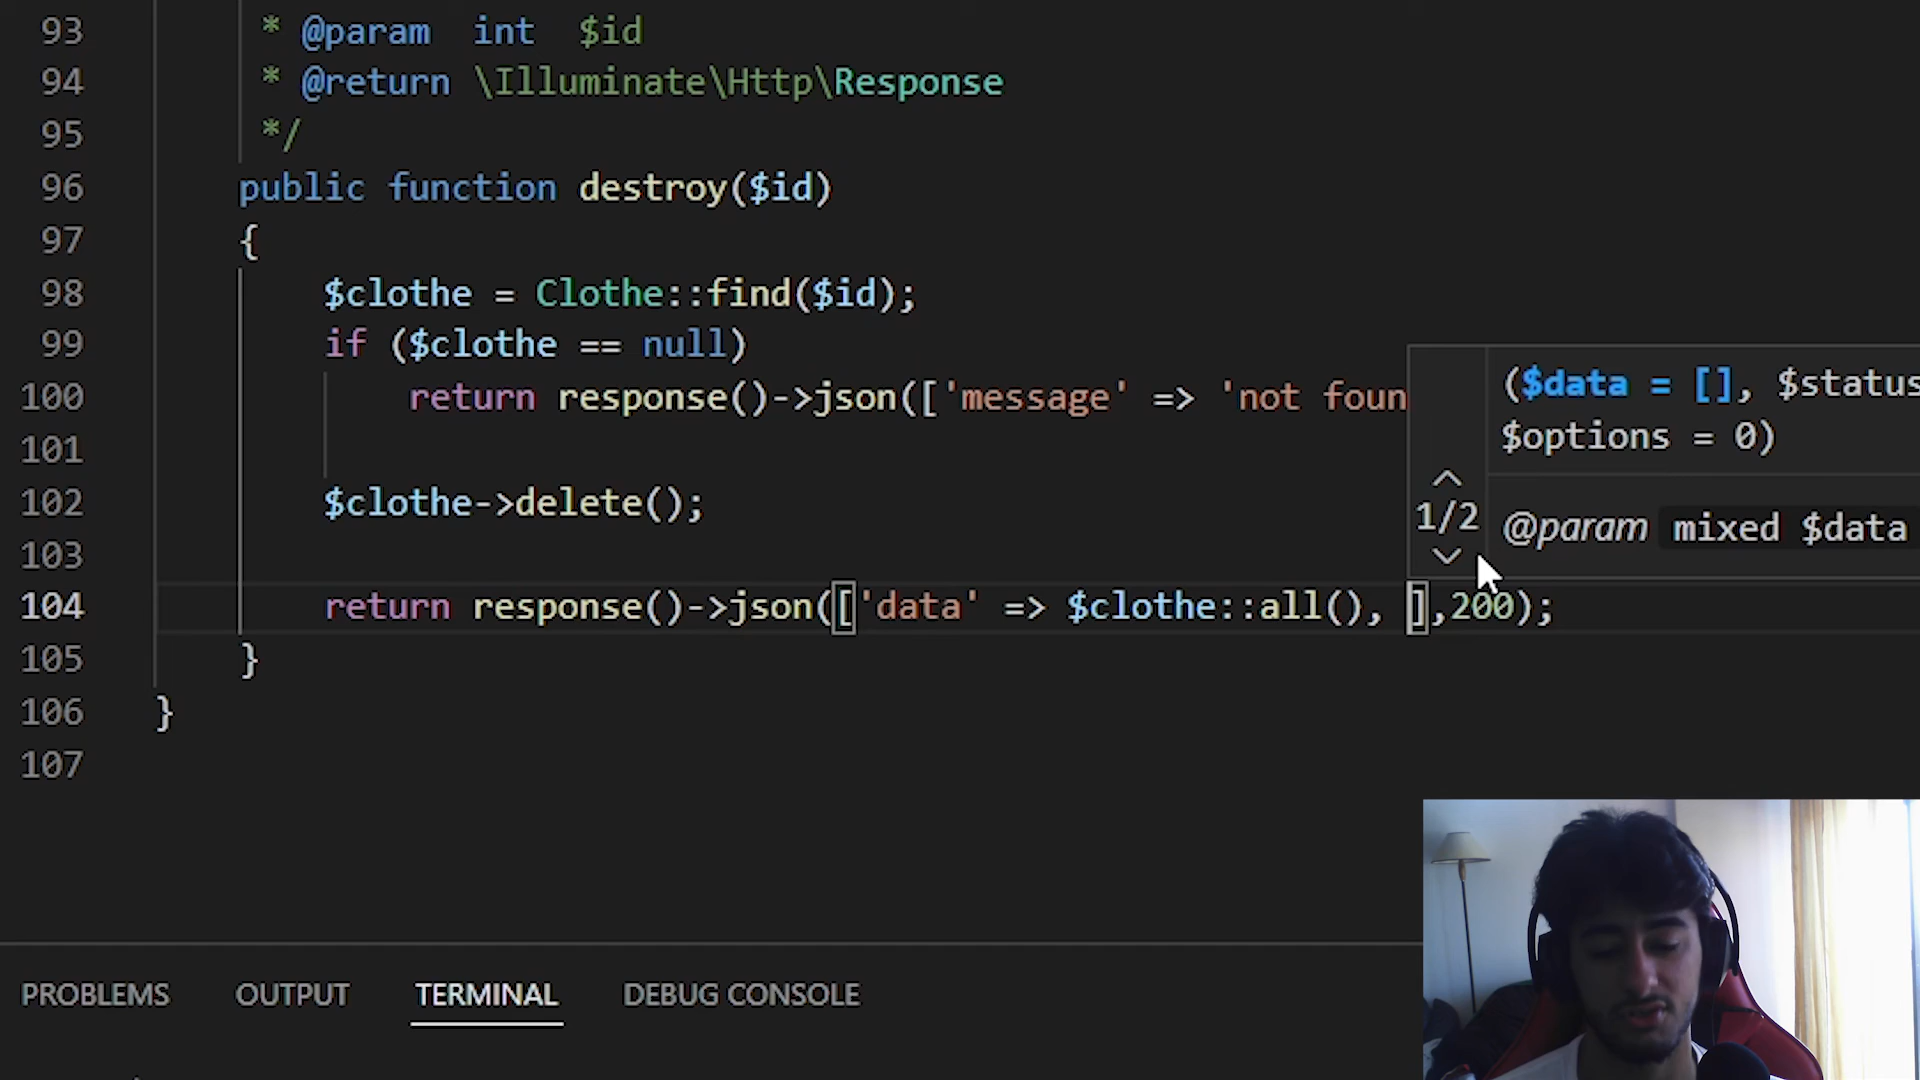 93 * @param int $id
94 * @return \Illuminate\Http\Response
95 */
96 public function destroy($id)
97 {
98 $clothe = Clothe::find($id);
99 if ($clothe == null)
100 return response()->json(['message' => 'not foun
101
102 $clothe->delete();
103
104 return response()->json(['data' => $clothe::all(), ],200);
105 }
106 }
107
($data = [], $status
$options = 0)
1/2
@param mixed $data
PROBLEMS OUTPUT TERMINAL DEBUG CONSOLE